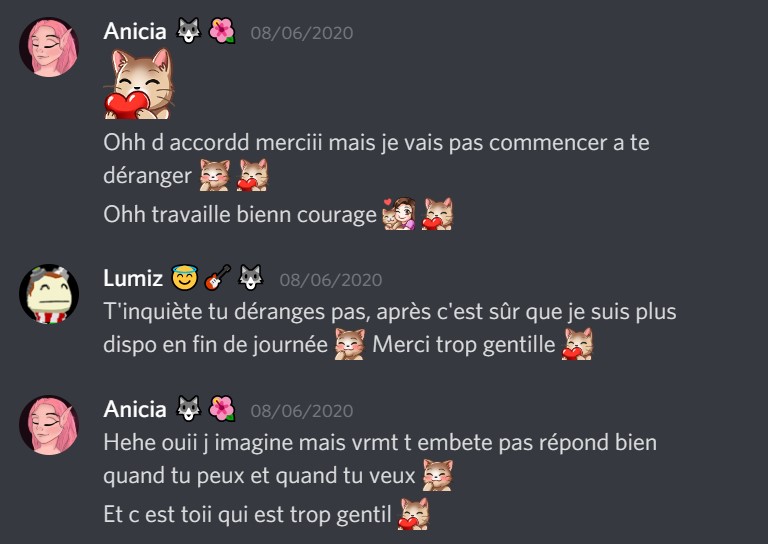 Anicia 🐺 🌺 08/06/2020
Ohh d accordd merciii mais je vais pas commencer a te
déranger
Ohh travaille bienn courage
Lumiz 😇 🎸 🐺 08/06/2020
T'inquiète tu déranges pas, après c'est sûr que je suis plus
dispo en fin de journée Merci trop gentille
Anicia 🐺 🌺 08/06/2020
Hehe ouii j imagine mais vrmt t embete pas répond bien
quand tu peux et quand tu veux
Et c est toii qui est trop gentil